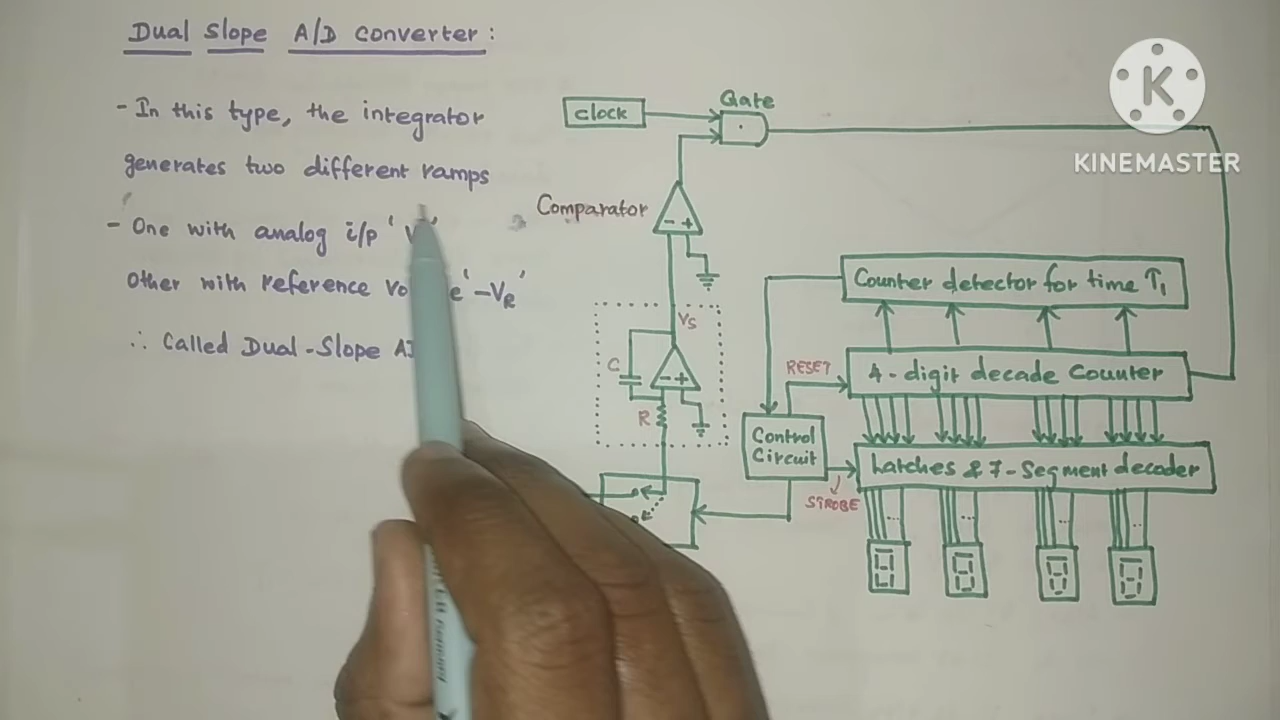 Dual Slope A/D Converter :
- In this type, the integrator
generates two different ramps
- One with analog i/p '
Other with reference '-VR'
∴ Called Dual-Slope
clock
Gate
Comparator
- +
VS
C
- +
R
Counter detector for time T1
RESET
4-digit decade Counter
Control
Circuit
Latches & 7-Segment decoder
STROBE
K
KINEMASTER